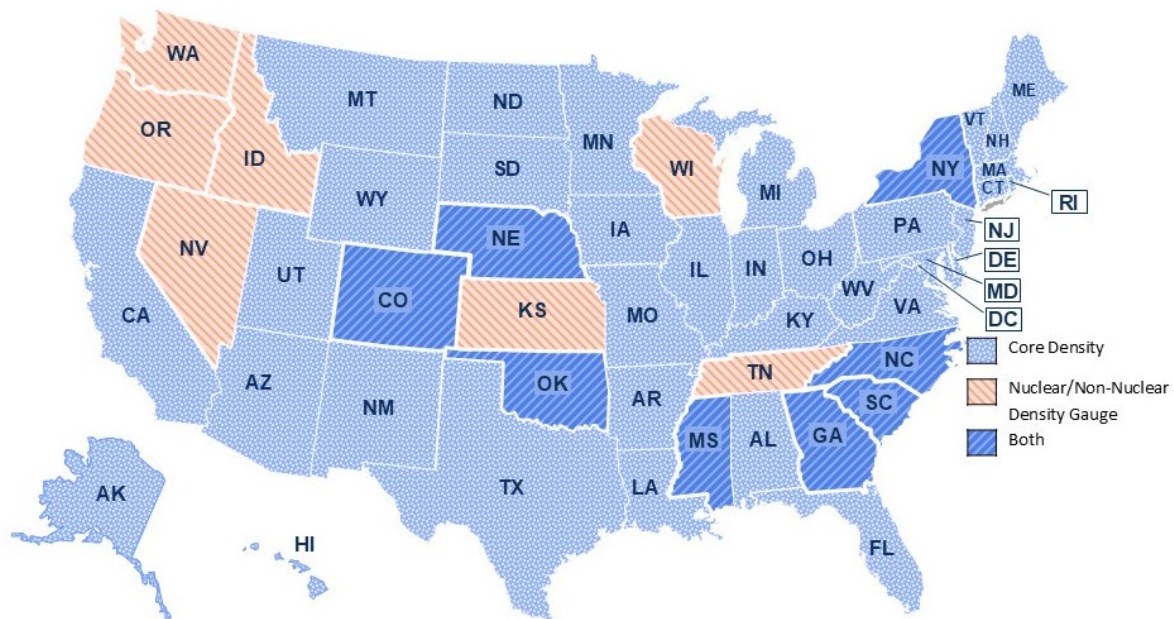 WA
MT
ND
MN
ME
VT
NH
OR
ID
SD
WI
MI
NY
MA
CT
RI
WY
NE
IA
PA
NJ
NV
UT
CO
IL
IN
OH
DE
MD
DC
CA
KS
MO
WV
VA
KY
AZ
NM
OK
AR
TN
NC
SC
MS
AL
GA
TX
LA
AK
HI
FL
Core Density
Nuclear/Non-Nuclear
Density Gauge
Both